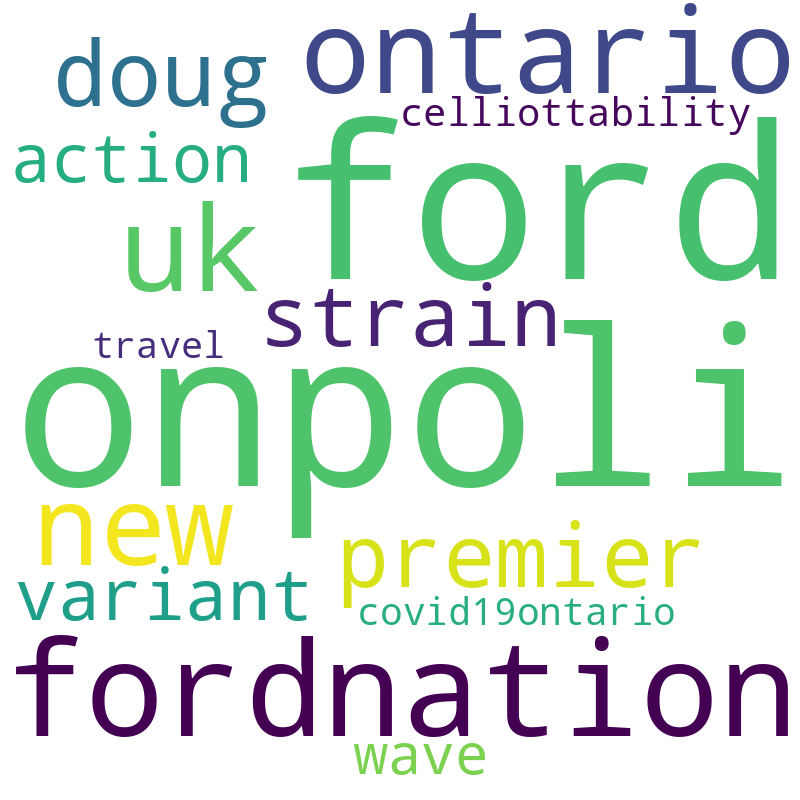 ontario
doug
celliottability
action
ford
uk
strain
travel
onpoli
new
premier
variant
covid19ontario
fordnation
wave